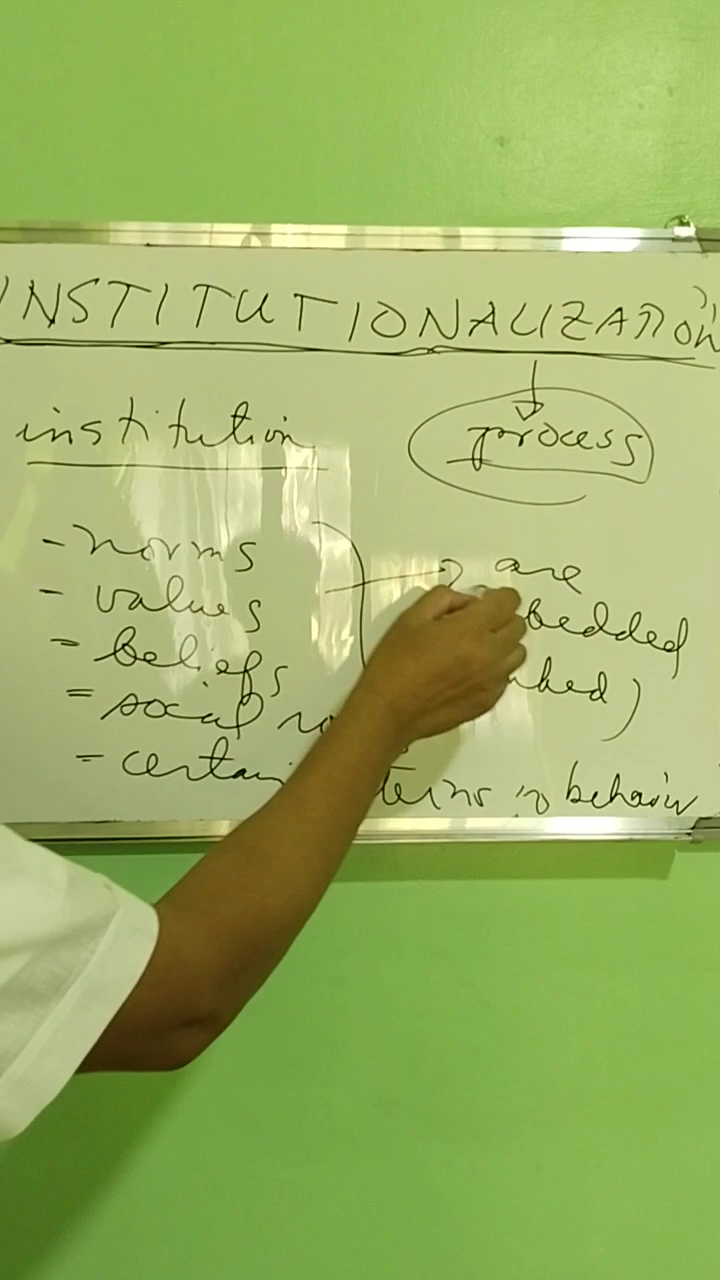 INSTITUTIONALIZATION
institution
process
- norms
- values
= beliefs
= social
= certain
are
bedded
)
behavior